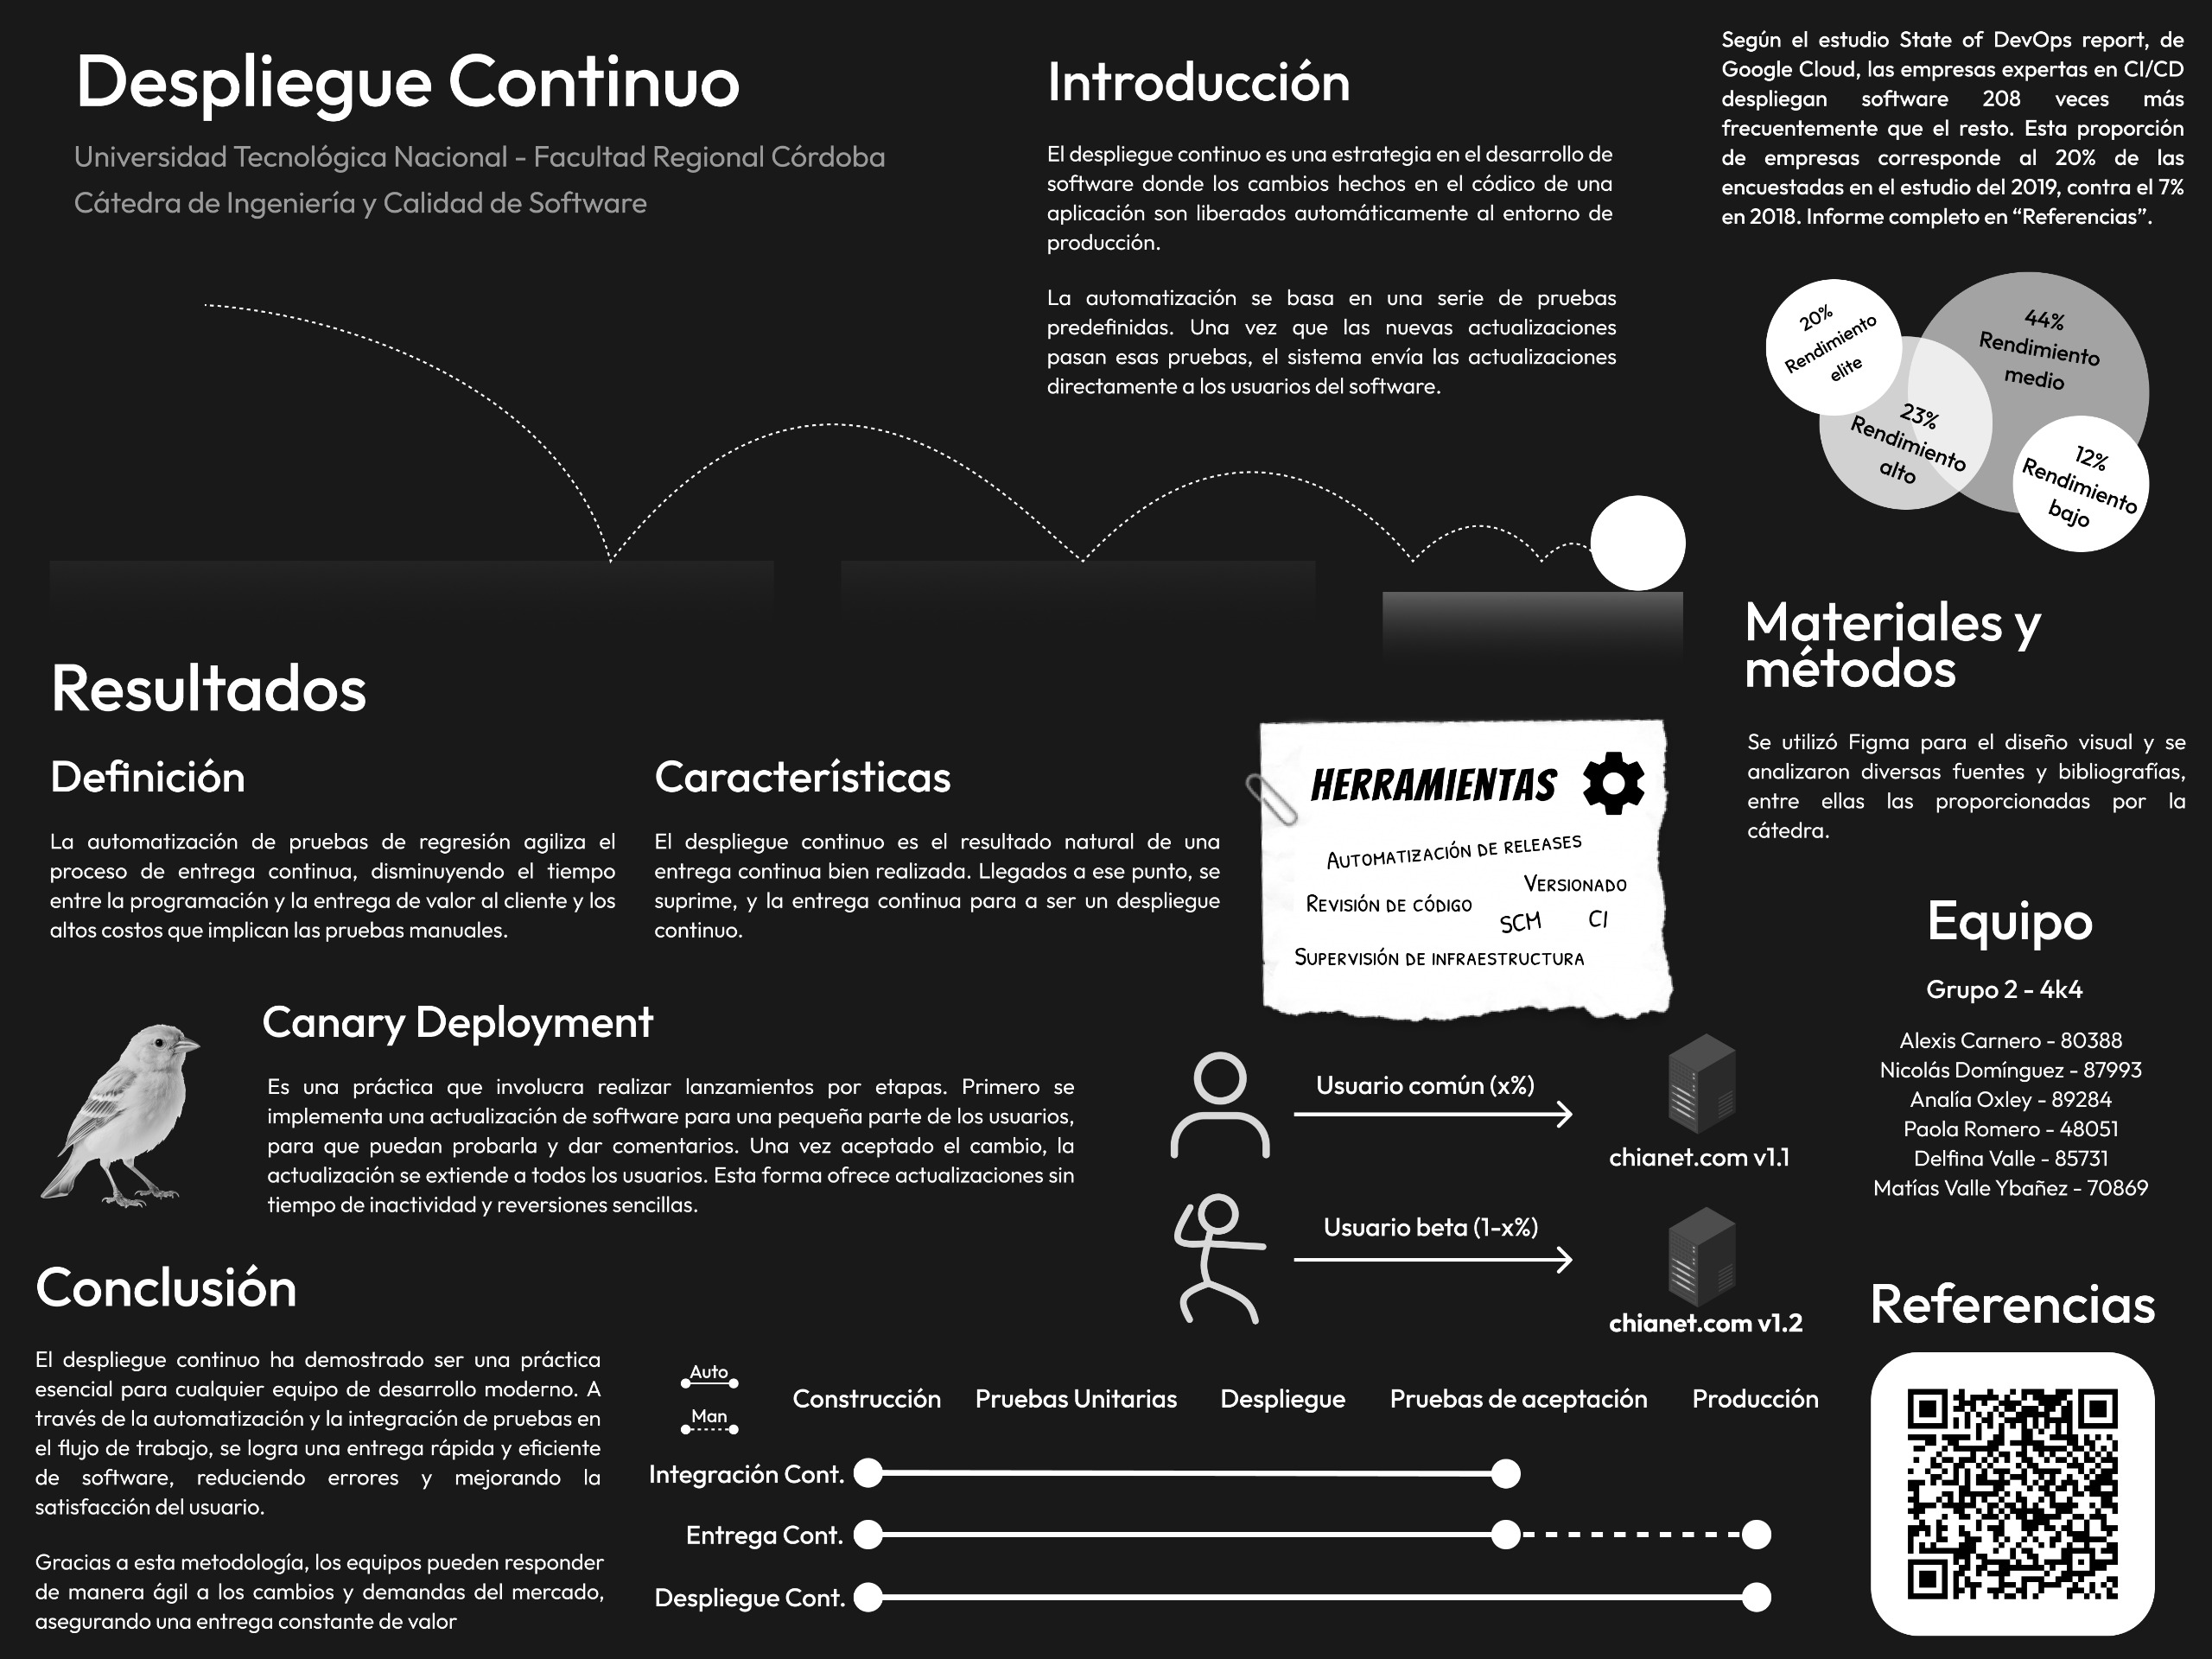 Despliegue Continuo
Universidad Tecnológica Nacional - Facultad Regional Córdoba
Cátedra de Ingeniería y Calidad de Software
Introducción
El despliegue continuo es una estrategia en el desarrollo de
software donde los cambios hechos en el códico de una
aplicación son liberados automáticamente al entorno de
producción.
La automatización se basa en una serie de pruebas
predefinidas. Una vez que las nuevas actualizaciones
pasan esas pruebas, el sistema envía las actualizaciones
directamente a los usuarios del software.
Según el estudio State of DevOps report, de
Google Cloud, las empresas expertas en CI/CD
despliegan software 208 veces más
frecuentemente que el resto. Esta proporción
de empresas corresponde al 20% de las
encuestadas en el estudio del 2019, contra el 7%
en 2018. Informe completo en “Referencias”.
20%
Rendimiento
elite
44%
Rendimiento
medio
23%
Rendimiento
alto
12%
Rendimiento
bajo
Materiales y
métodos
Se utilizó Figma para el diseño visual y se
analizaron diversas fuentes y bibliografías,
entre ellas las proporcionadas por la
cátedra.
Resultados
Definición
La automatización de pruebas de regresión agiliza el
proceso de entrega continua, disminuyendo el tiempo
entre la programación y la entrega de valor al cliente y los
altos costos que implican las pruebas manuales.
Características
El despliegue continuo es el resultado natural de una
entrega continua bien realizada. Llegados a ese punto, se
suprime, y la entrega continua para a ser un despliegue
continuo.
HERRAMIENTAS
Automatización de releases
Versionado
Revisión de código
SCM
CI
Supervisión de infraestructura
Equipo
Grupo 2 - 4k4
Alexis Carnero - 80388
Nicolás Domínguez - 87993
Analía Oxley - 89284
Paola Romero - 48051
Delfina Valle - 85731
Matías Valle Ybañez - 70869
Canary Deployment
Es una práctica que involucra realizar lanzamientos por etapas. Primero se
implementa una actualización de software para una pequeña parte de los usuarios,
para que puedan probarla y dar comentarios. Una vez aceptado el cambio, la
actualización se extiende a todos los usuarios. Esta forma ofrece actualizaciones sin
tiempo de inactividad y reversiones sencillas.
Usuario común (x%)
chianet.com v1.1
Usuario beta (1-x%)
chianet.com v1.2
Conclusión
El despliegue continuo ha demostrado ser una práctica
esencial para cualquier equipo de desarrollo moderno. A
través de la automatización y la integración de pruebas en
el flujo de trabajo, se logra una entrega rápida y eficiente
de software, reduciendo errores y mejorando la
satisfacción del usuario.
Gracias a esta metodología, los equipos pueden responder
de manera ágil a los cambios y demandas del mercado,
asegurando una entrega constante de valor
Auto
Man
Construcción
Pruebas Unitarias
Despliegue
Pruebas de aceptación
Producción
Integración Cont.
Entrega Cont.
Despliegue Cont.
Referencias